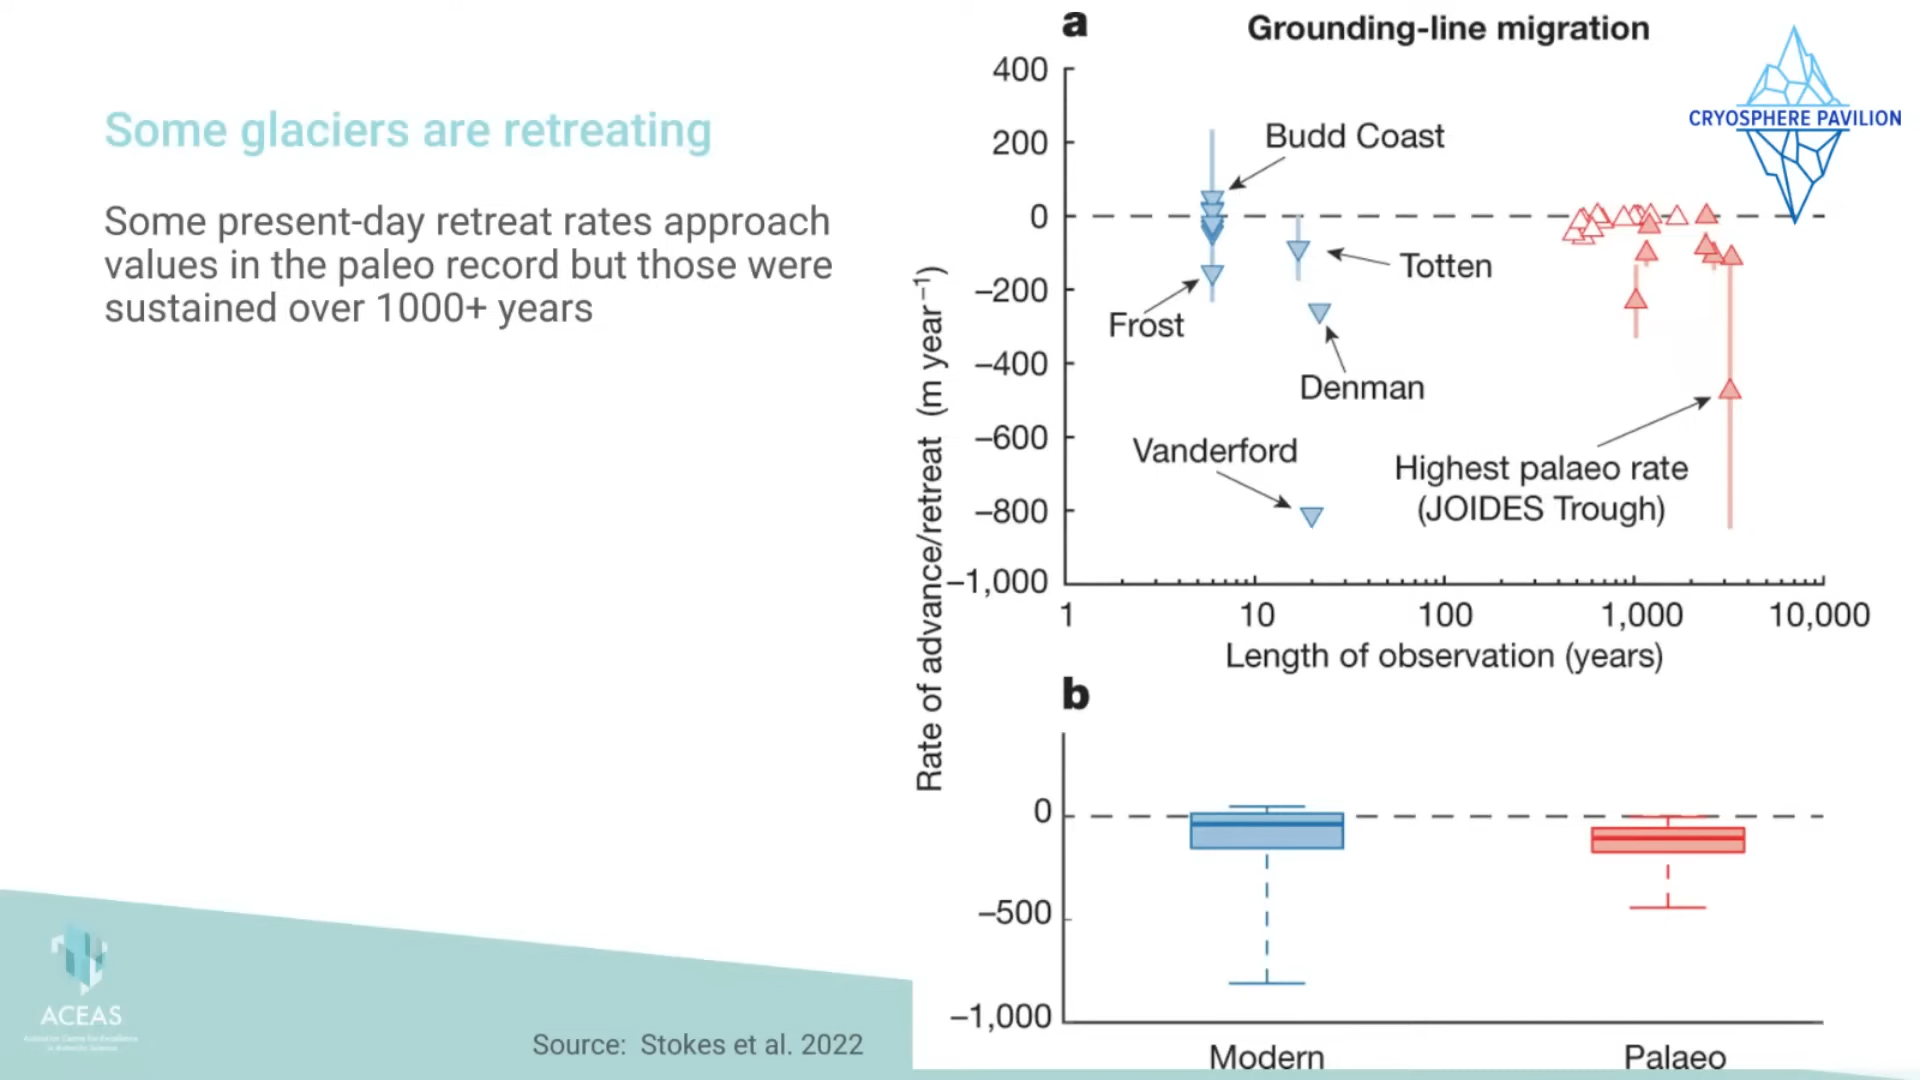 Some glaciers are retreating
Some present-day retreat rates approach
values in the paleo record but those were
sustained over 1000+ years
a
Grounding-line migration
CRYOSPHERE PAVILION
400
200
0
−200
−400
−600
−800
−1,000
Budd Coast
Totten
Frost
Denman
Vanderford
Highest palaeo rate
(JOIDES Trough)
1
10
100
1,000
10,000
Length of observation (years)
Rate of advance/retreat (m year⁻¹)
b
0
−500
−1,000
Modern
Palaeo
ACEAS
Source: Stokes et al. 2022